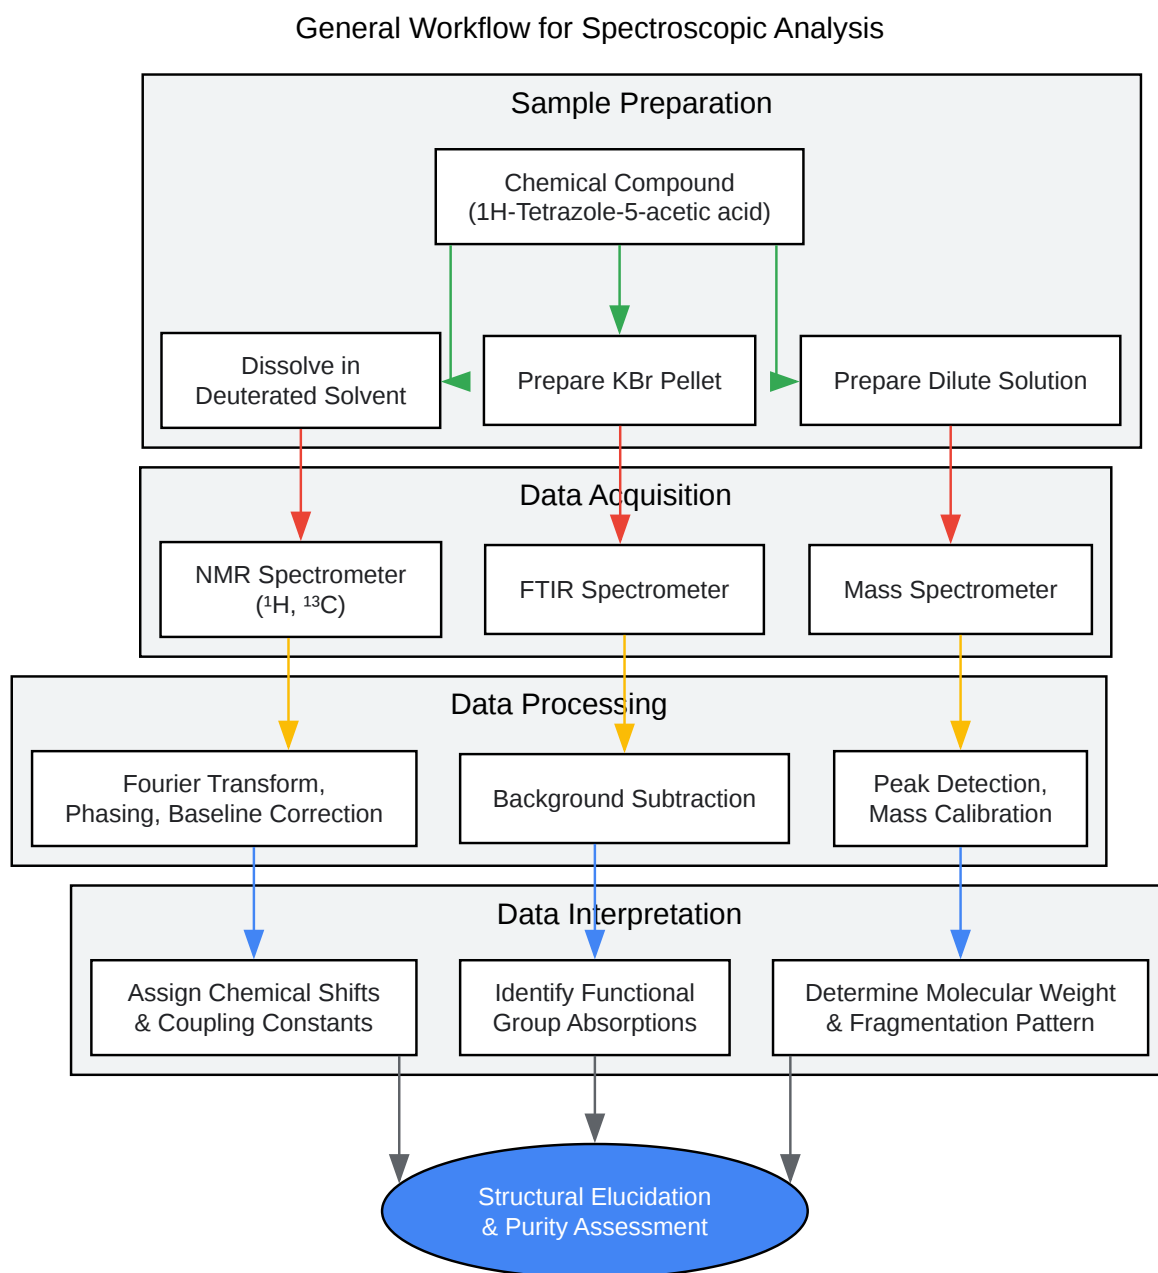 General Workflow for Spectroscopic Analysis
Sample Preparation
Chemical Compound
(1H-Tetrazole-5-acetic acid)
Dissolve in
Deuterated Solvent
Prepare KBr Pellet
Prepare Dilute Solution
Data Acquisition
NMR Spectrometer
(¹H, ¹³C)
FTIR Spectrometer
Mass Spectrometer
Data Processing
Fourier Transform,
Phasing, Baseline Correction
Background Subtraction
Peak Detection,
Mass Calibration
Data Interpretation
Assign Chemical Shifts
& Coupling Constants
Identify Functional
Group Absorptions
Determine Molecular Weight
& Fragmentation Pattern
Structural Elucidation
& Purity Assessment